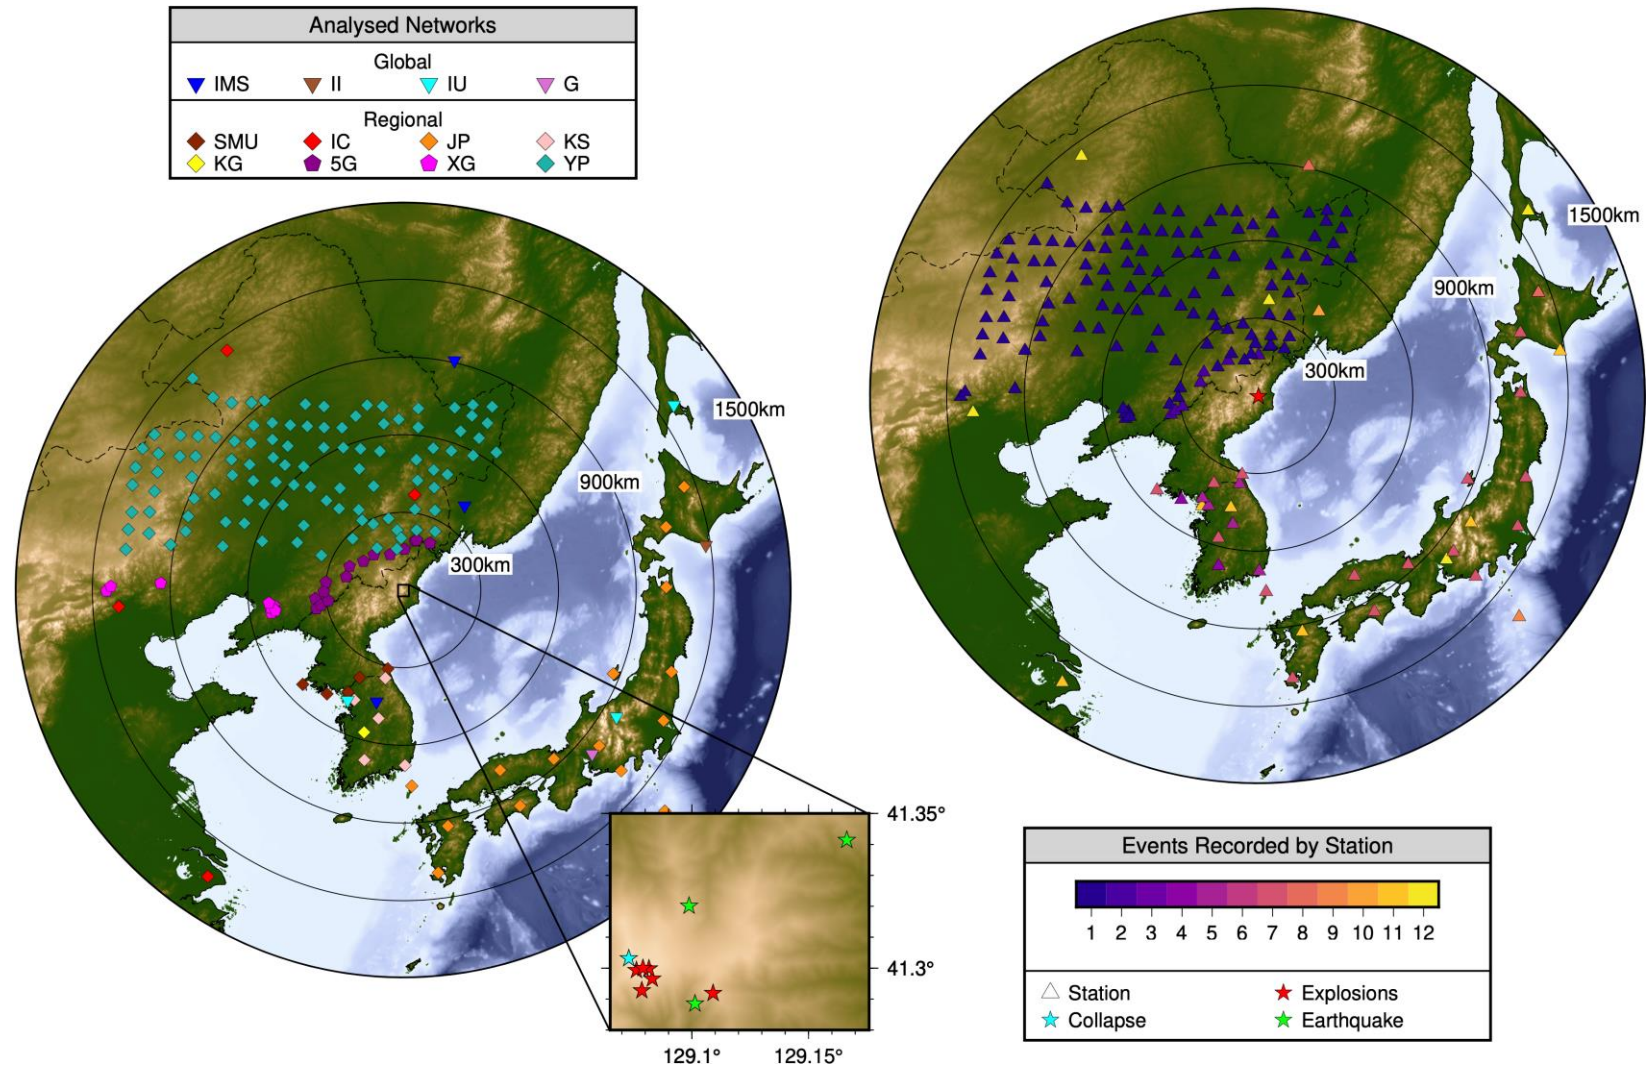 Analysed Networks
Global
IMS II IU G
Regional
SMU IC JP KS
KG 5G XG YP
1500km
900km
300km
1500km
900km
300km
41.35°
41.3°
129.1° 129.15°
Events Recorded by Station
1 2 3 4 5 6 7 8 9 10 11 12
Station Explosions
Collapse Earthquake